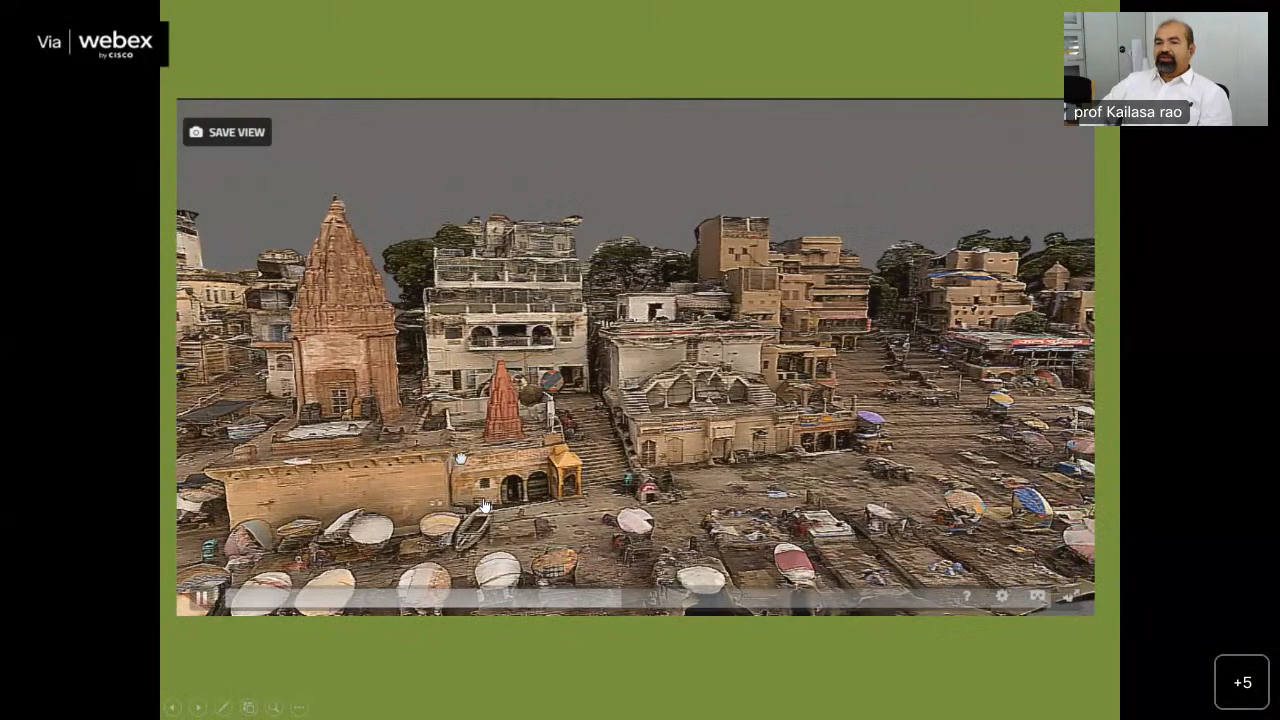 Via webex
by CISCO
SAVE VIEW
prof Kailasa rao
?
+5